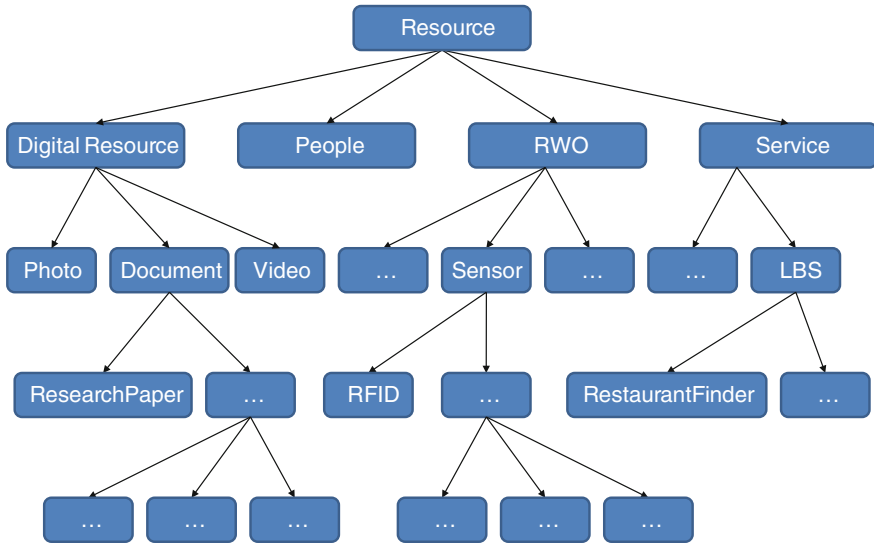 Resource
Digital Resource
People
RWO
Service
Photo
Document
Video
...
Sensor
...
...
LBS
ResearchPaper
...
RFID
...
RestaurantFinder
...
...
...
...
...
...
...